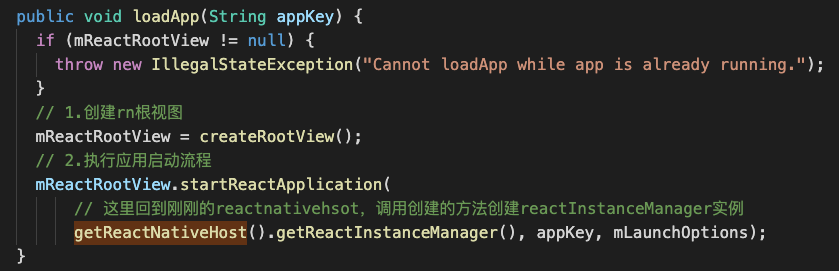 public void loadApp(String appKey) {
if (mReactRootView != null) {
throw new IllegalStateException("Cannot loadApp while app is already running.");
}
// 1.创建rn根视图
mReactRootView = createRootView();
// 2.执行应用启动流程
mReactRootView.startReactApplication(
// 这里回到刚刚的reactnativehsot，调用创建的方法创建reactInstanceManager实例
getReactNativeHost().getReactInstanceManager(), appKey, mLaunchOptions);
}